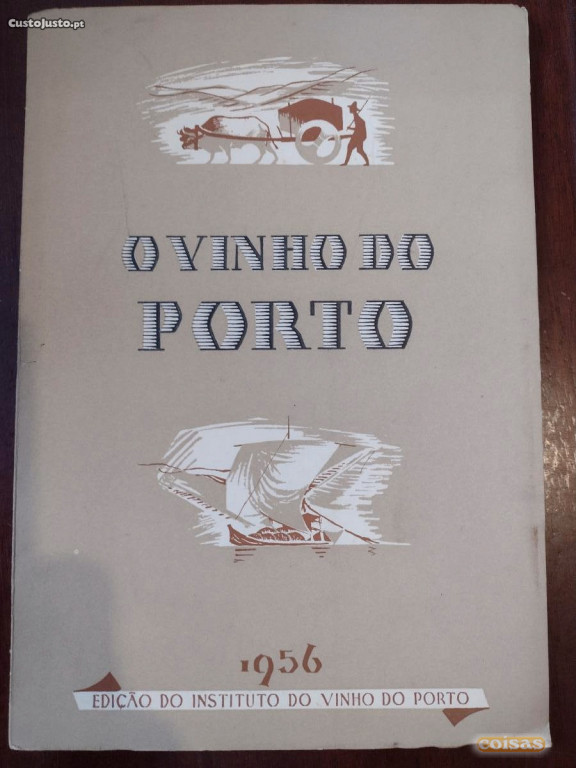 CustoJusto.pt
O VINHO DO
PORTO
1956
EDIÇÃO DO INSTITUTO DO VINHO DO PORTO
coisas